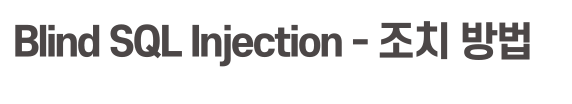 Blind SQL Injection - 조치 방법